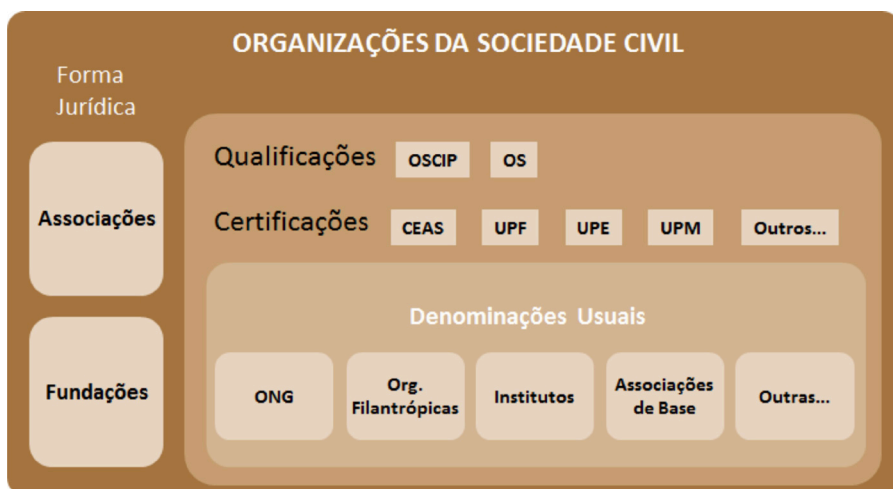 ORGANIZAÇÕES DA SOCIEDADE CIVIL
Forma
Jurídica
Associações
Fundações
Qualificações OSCIP OS
Certificações CEAS UPF UPE UPM Outros...
Denominações Usuais
ONG
Org.
Filantrópicas
Institutos
Associações
de Base
Outras...